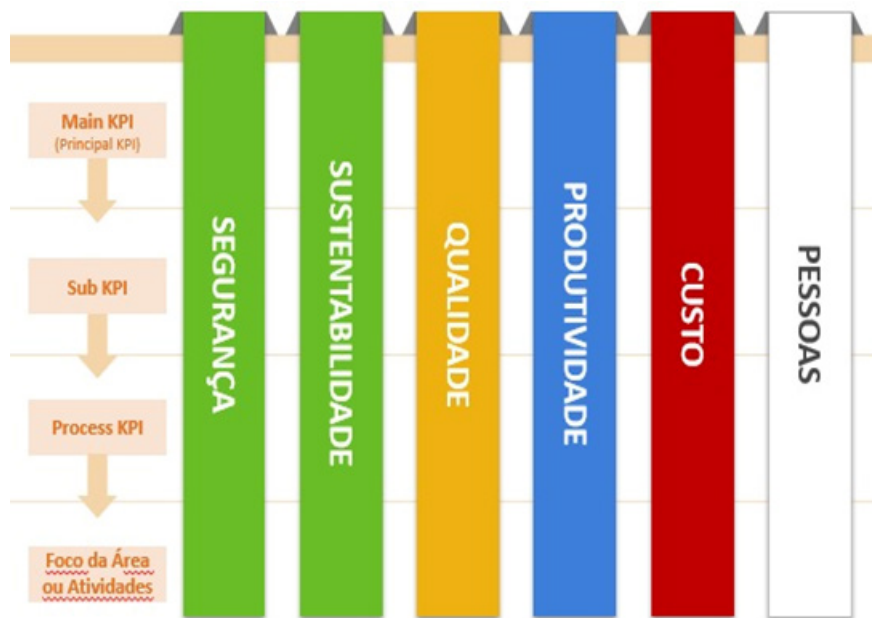 Main KPI
(Principal KPI)
Sub KPI
Process KPI
Foco da Área
ou Atividades
SEGURANÇA
SUSTENTABILIDADE
QUALIDADE
PRODUTIVIDADE
CUSTO
PESSOAS